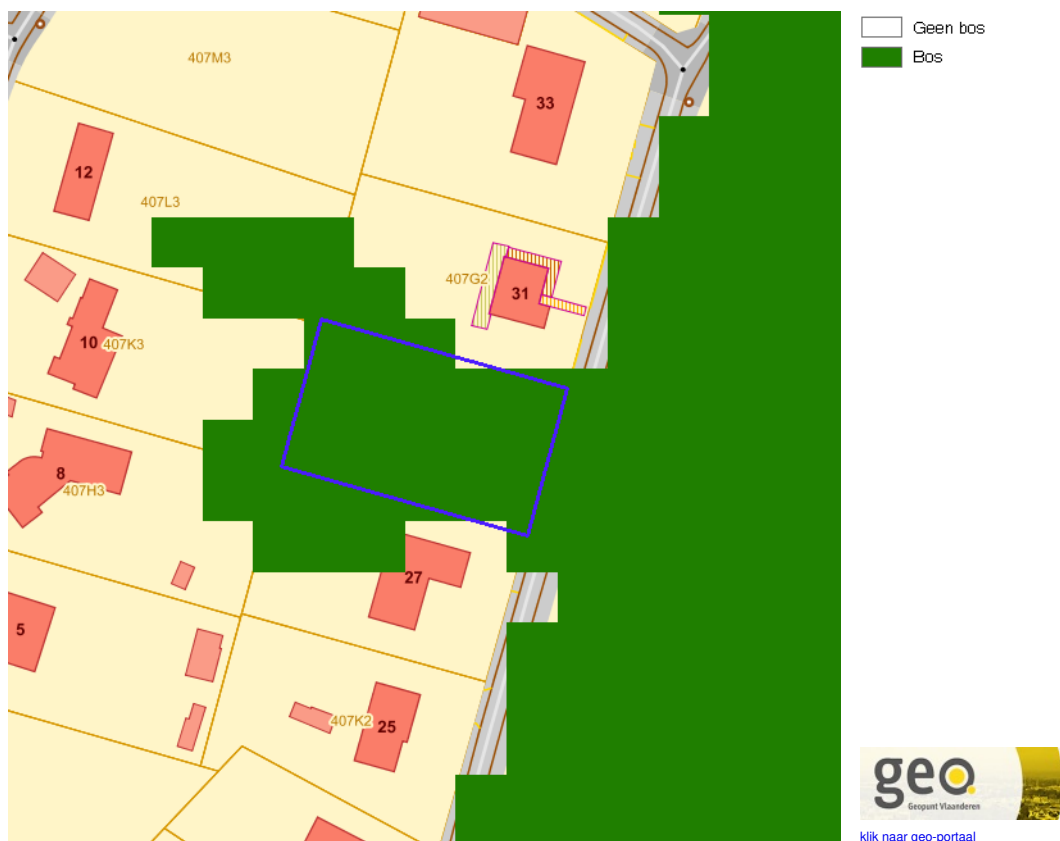 Geen bos
Bos
407M3
33
12
407L3
407G2
31
10
407K3
8
407H3
27
5
407K2
25
geo
Geopunt Vlaanderen
klik naar geo-portaal